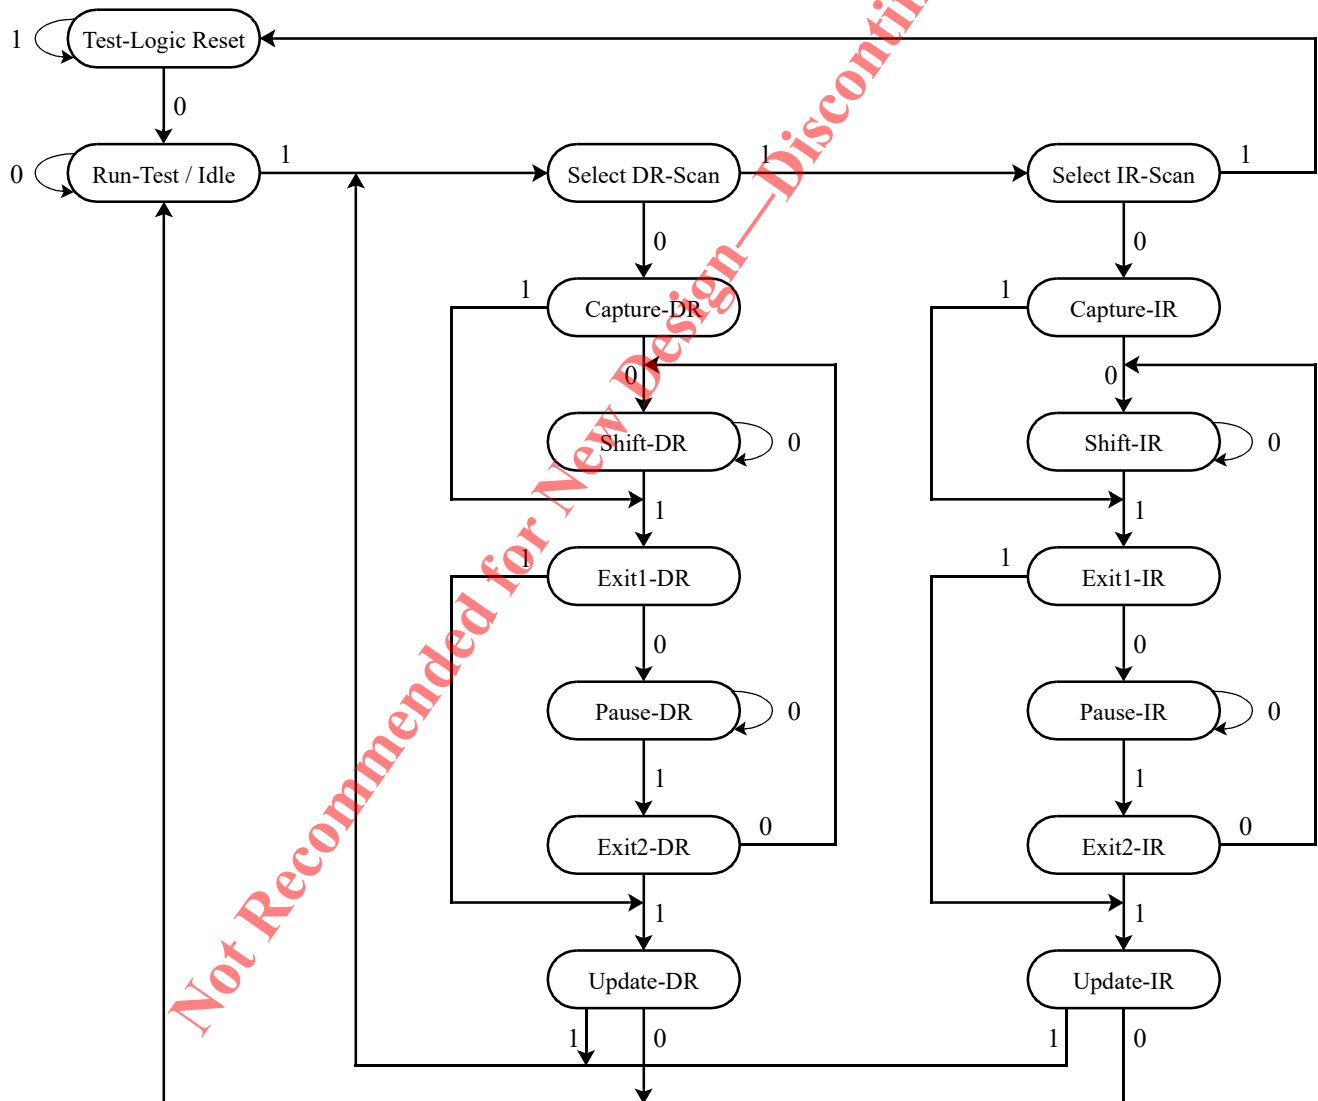 1
Test-Logic Reset
0
0
Run-Test / Idle
1
Select DR-Scan
1
Select IR-Scan
1
0
0
1
Capture-DR
1
Capture-IR
0
0
Shift-DR
0
Shift-IR
0
1
1
1
Exit1-DR
1
Exit1-IR
0
0
Pause-DR
0
Pause-IR
0
1
1
Exit2-DR
0
Exit2-IR
0
1
1
Update-DR
Update-IR
1
0
1
0
Not Recommended for New Design—Discontin